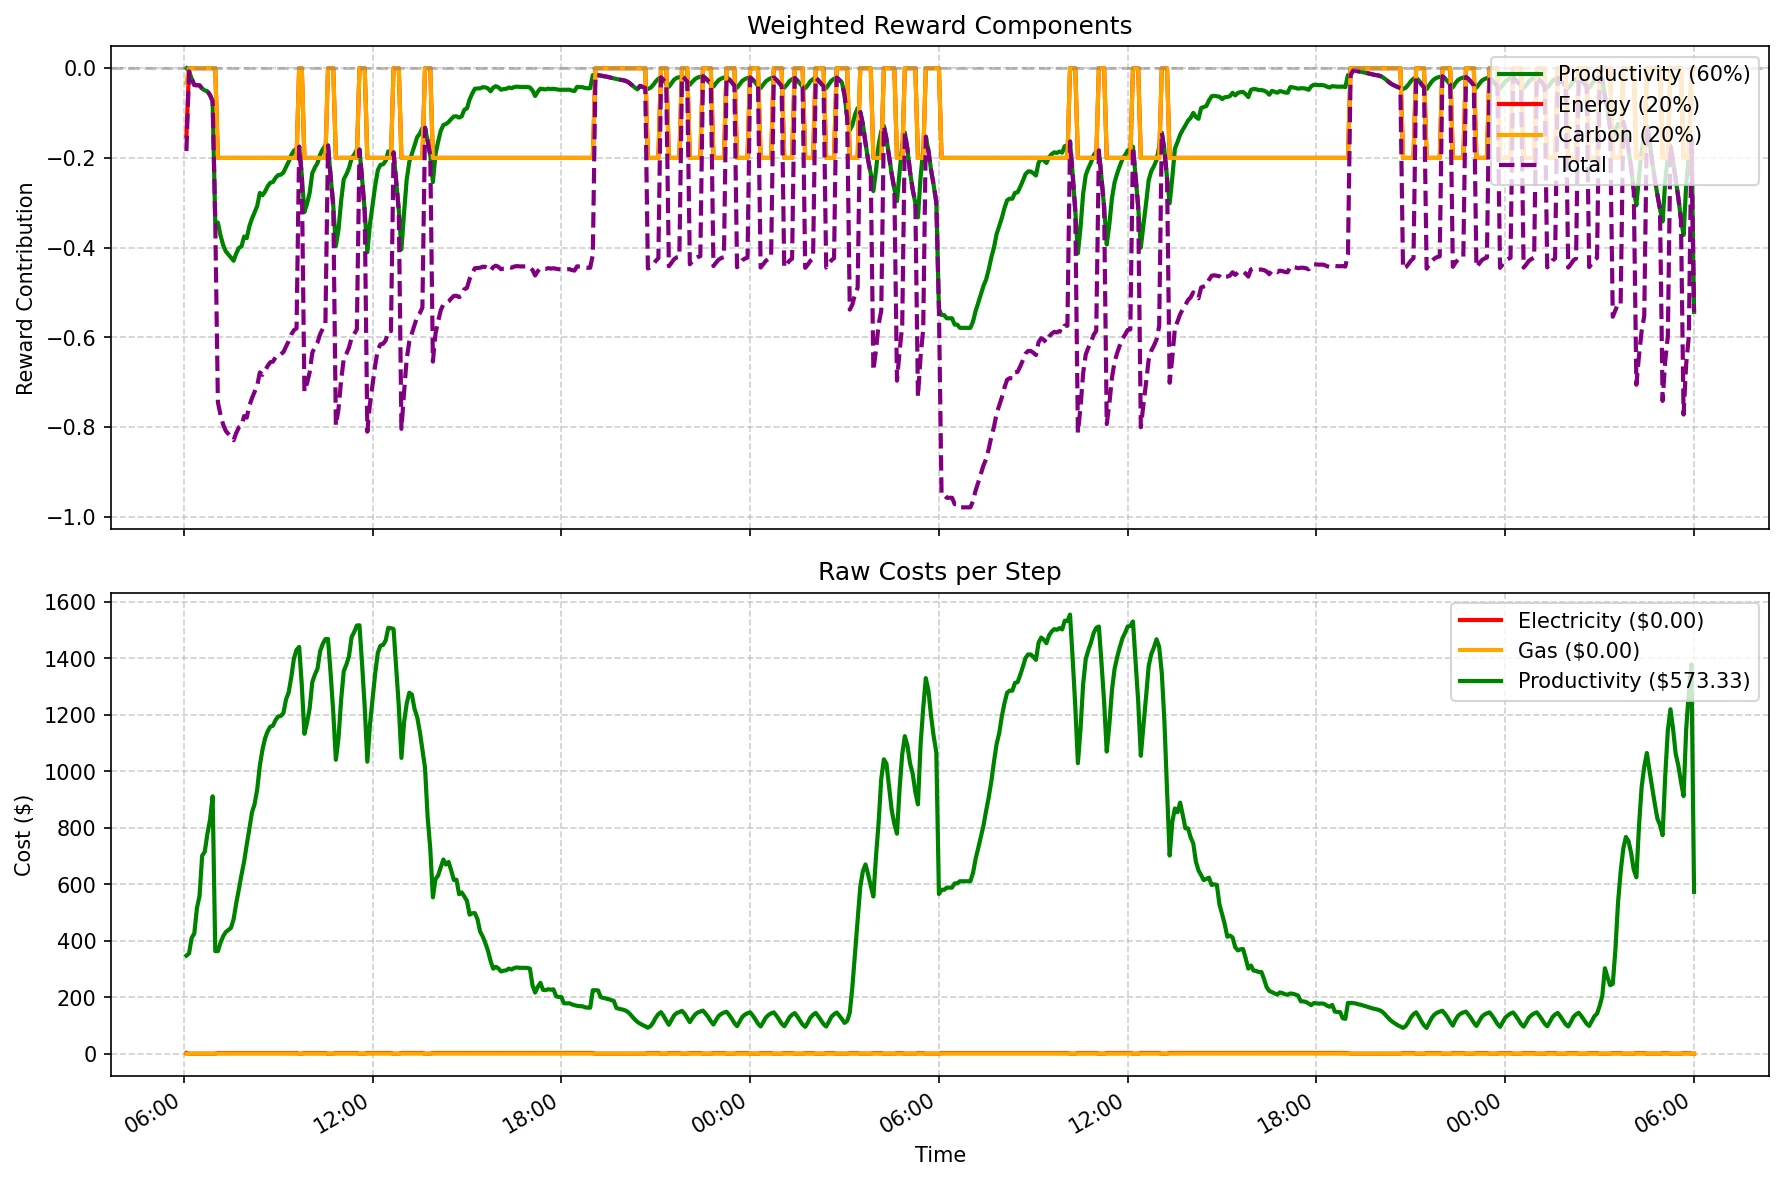 Weighted Reward Components
Reward Contribution
0.0
−0.2
−0.4
−0.6
−0.8
−1.0
Productivity (60%)
Energy (20%)
Carbon (20%)
Total
Raw Costs per Step
Cost ($)
1600
1400
1200
1000
800
600
400
200
0
Electricity ($0.00)
Gas ($0.00)
Productivity ($573.33)
06:00
12:00
18:00
00:00
06:00
12:00
18:00
00:00
06:00
Time